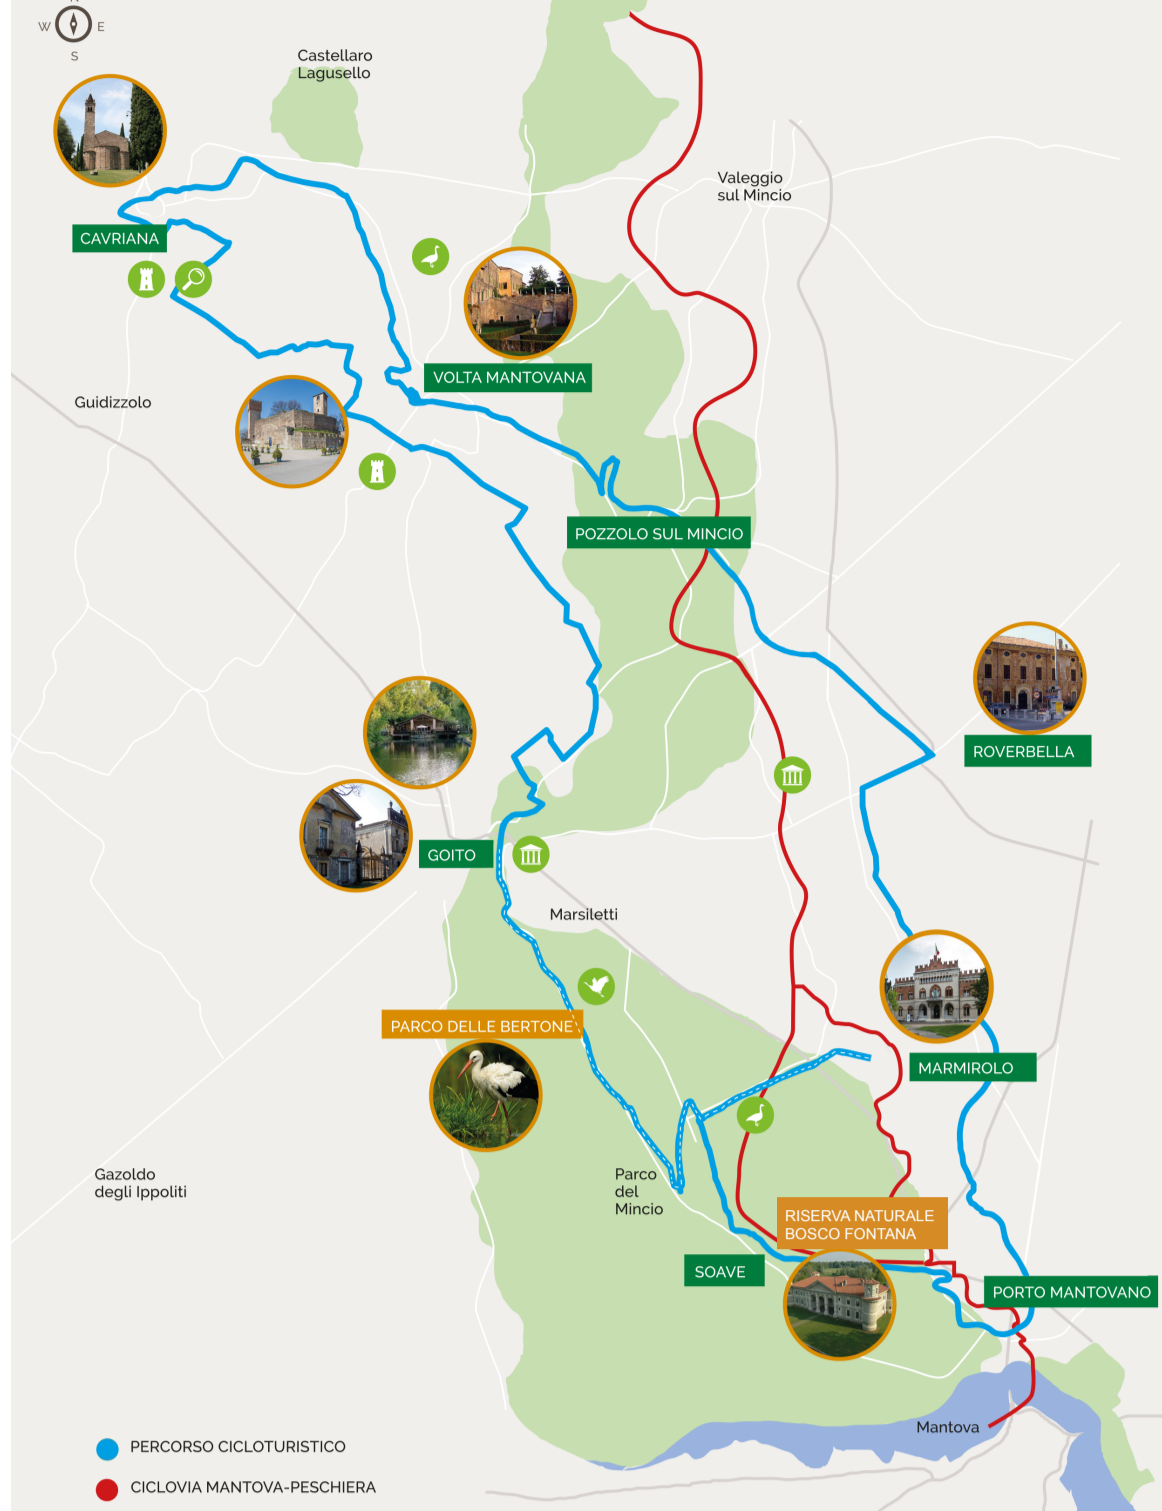 N
W
E
S
Castellaro
Lagusello
Valeggio
sul Mincio
CAVRIANA
VOLTA MANTOVANA
Guidizzolo
POZZOLO SUL MINCIO
ROVERBELLA
GOITO
Marsiletti
PARCO DELLE BERTONE
MARMIROLO
Gazoldo
degli Ippoliti
Parco
del
Mincio
RISERVA NATURALE
BOSCO FONTANA
SOAVE
PORTO MANTOVANO
Mantova
PERCORSO CICLOTURISTICO
CICLOVIA MANTOVA-PESCHIERA